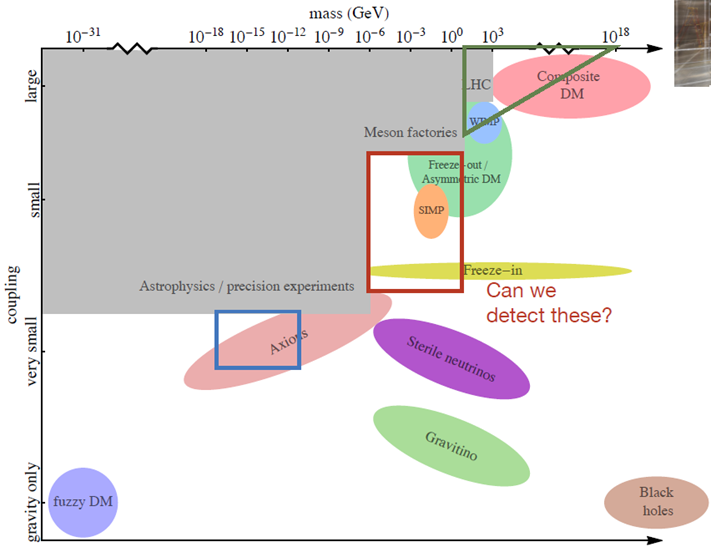 mass (GeV)
10^-31 10^-18 10^-15 10^-12 10^-9 10^-6 10^-3 10^0 10^3 10^18
coupling
large
small
very small
gravity only
LHC
Composite
DM
WIMP
Meson factories
Freeze-out /
Asymmetric DM
SIMP
Freeze-in
Astrophysics / precision experiments
Can we
detect these?
Axions
Sterile neutrinos
Gravitino
fuzzy DM
Black
holes